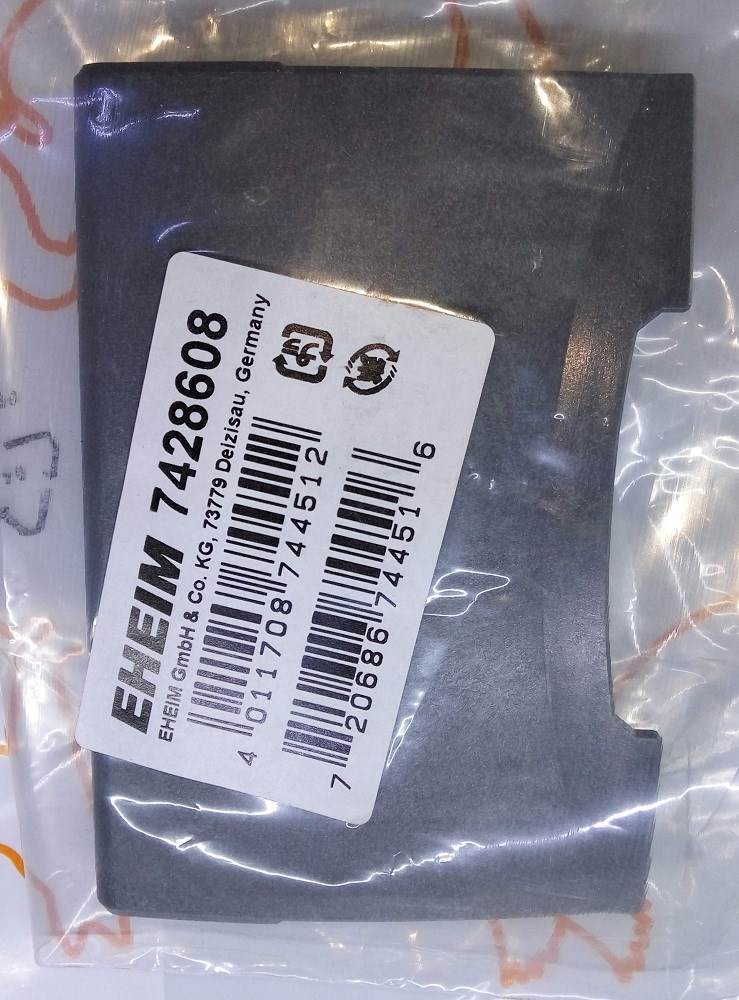 EHEIM 7428608
EHEIM GmbH & Co. KG, 73779 Deizisau, Germany
4 011708 744512
7 20686 74451 6